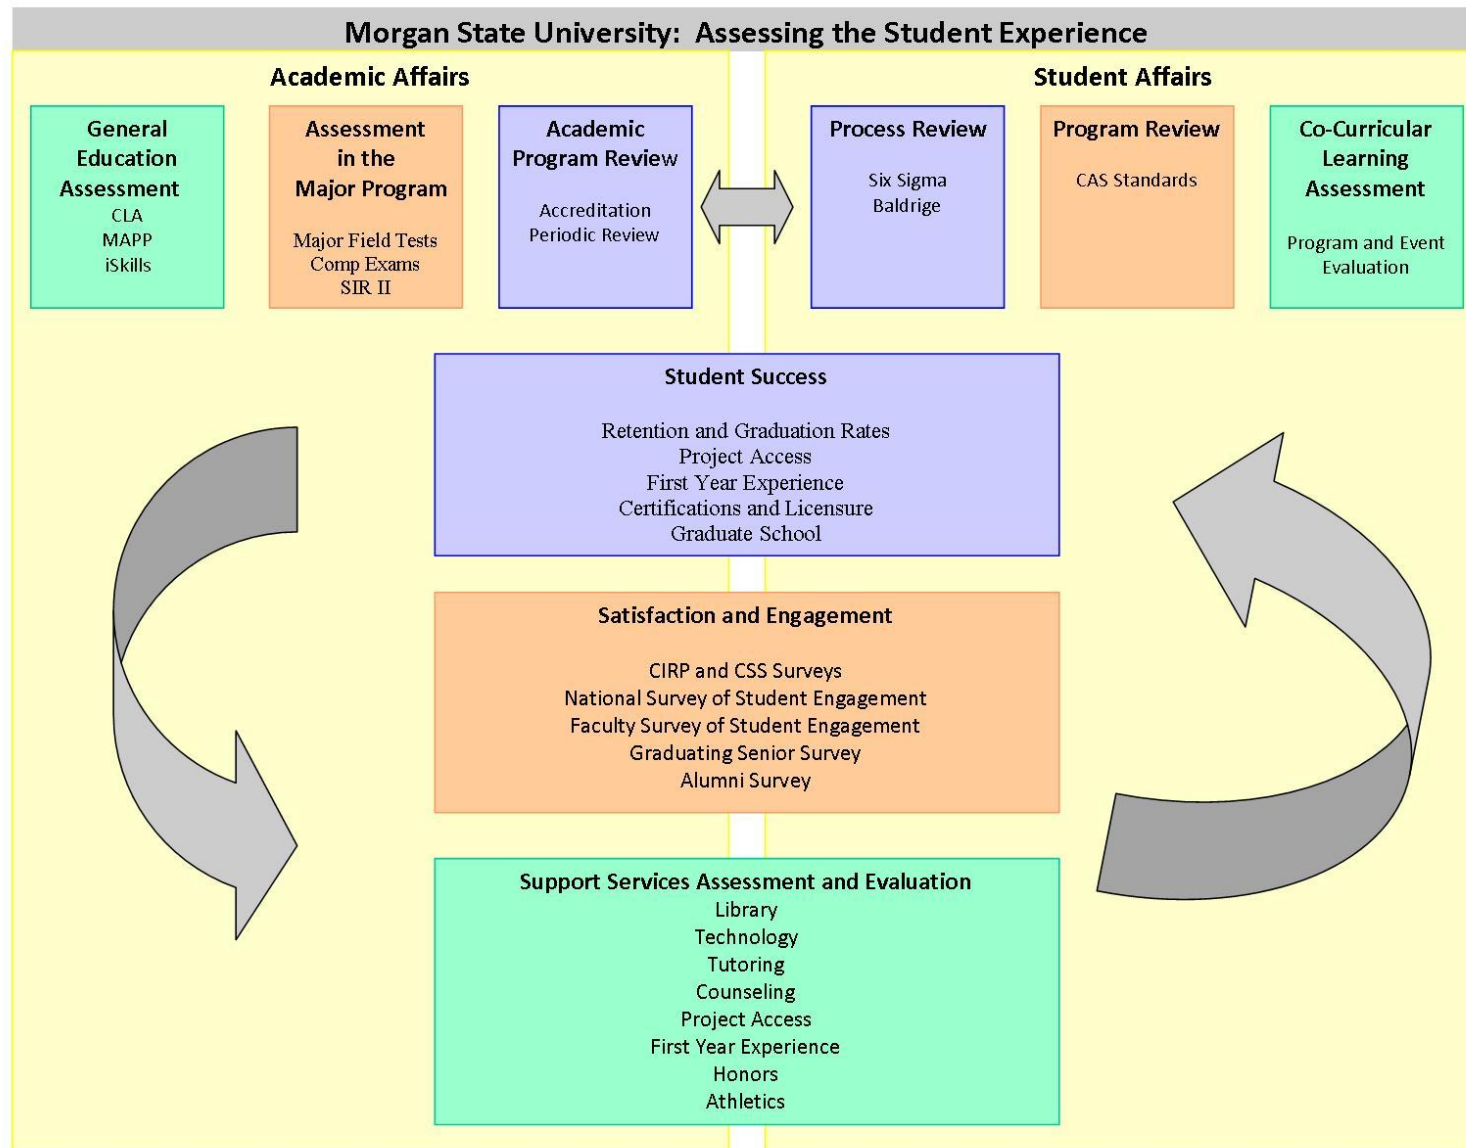 Morgan State University: Assessing the Student Experience
Academic Affairs
General
Education
Assessment
CLA
MAPP
iSkills
Assessment
in the
Major Program
Major Field Tests
Comp Exams
SIR II
Academic
Program Review
Accreditation
Periodic Review
Student Affairs
Process Review
Six Sigma
Baldrige
Program Review
CAS Standards
Co-Curricular
Learning
Assessment
Program and Event
Evaluation
Student Success
Retention and Graduation Rates
Project Access
First Year Experience
Certifications and Licensure
Graduate School
Satisfaction and Engagement
CIRP and CSS Surveys
National Survey of Student Engagement
Faculty Survey of Student Engagement
Graduating Senior Survey
Alumni Survey
Support Services Assessment and Evaluation
Library
Technology
Tutoring
Counseling
Project Access
First Year Experience
Honors
Athletics